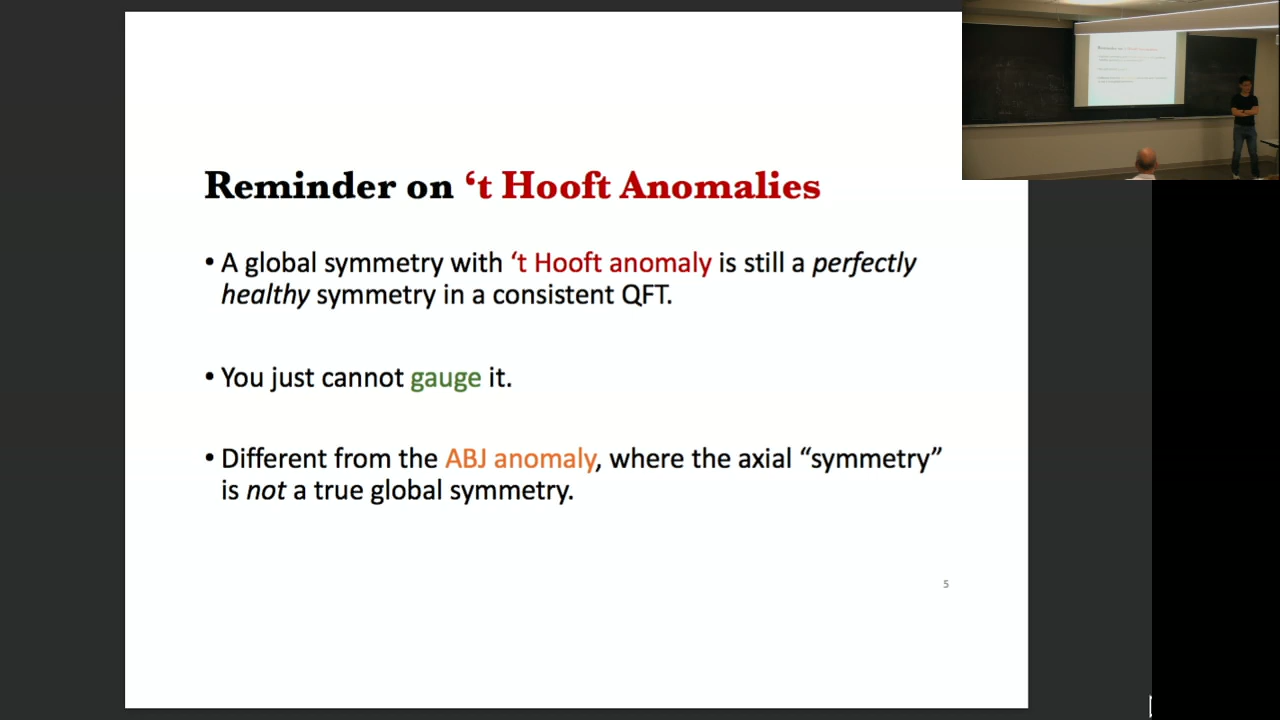 Reminder on ‘t Hooft Anomalies
• A global symmetry with ‘t Hooft anomaly is still a perfectly
healthy symmetry in a consistent QFT.
• You just cannot gauge it.
• Different from the ABJ anomaly, where the axial “symmetry”
is not a true global symmetry.
5